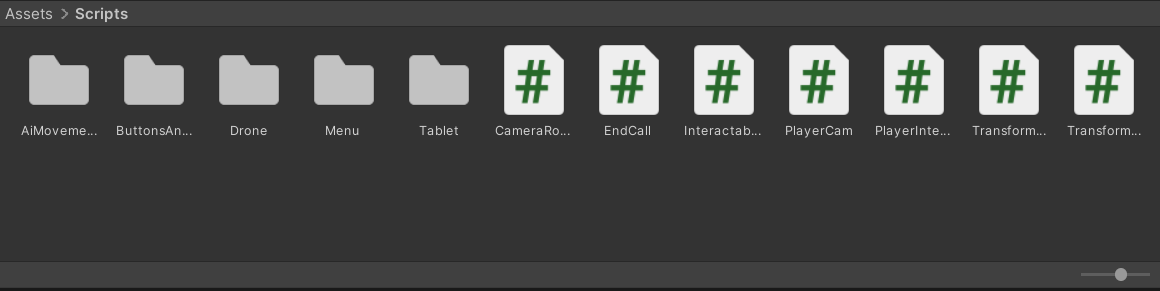 Assets > Scripts
AiMoveme... ButtonsAn... Drone Menu Tablet CameraRo... EndCall Interactab... PlayerCam PlayerInte... Transform... Transform...